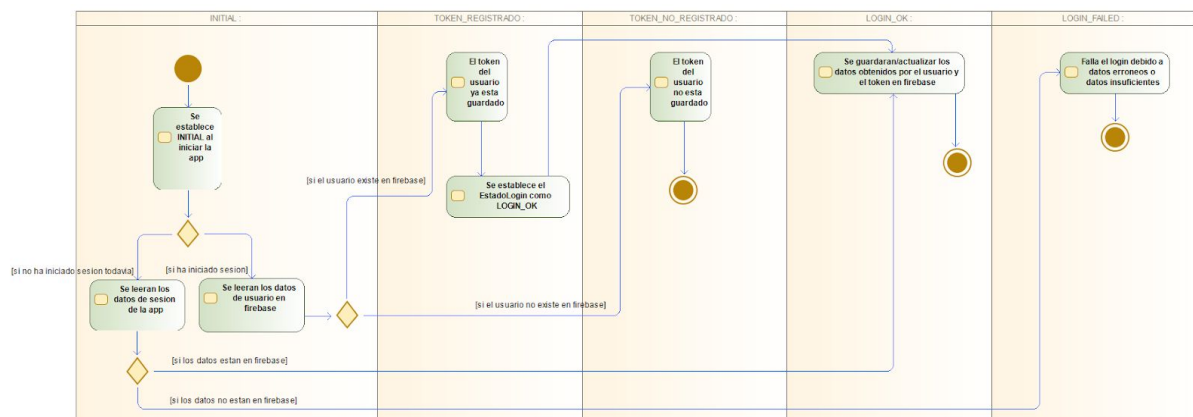 INITIAL :
TOKEN_REGISTRADO :
TOKEN_NO_REGISTRADO :
LOGIN_OK :
LOGIN_FAILED :
Se
establece
INITIAL al
iniciar la
app
[si no ha iniciado sesion todavia]
[si ha iniciado sesion]
Se leeran los
datos de sesion
de la app
Se leeran los datos
de usuario en
firebase
[si los datos estan en firebase]
[si los datos no estan en firebase]
[si el usuario existe en firebase]
[si el usuario no existe en firebase]
El token
del
usuario
ya esta
guardado
Se establece el
EstadoLogin como
LOGIN_OK
El token
del
usuario
no esta
guardado
Se guardaran/actualizar los
datos obtenidos por el usuario y
el token en firebase
Falla el login debido a
datos erroneos o
datos insuficientes